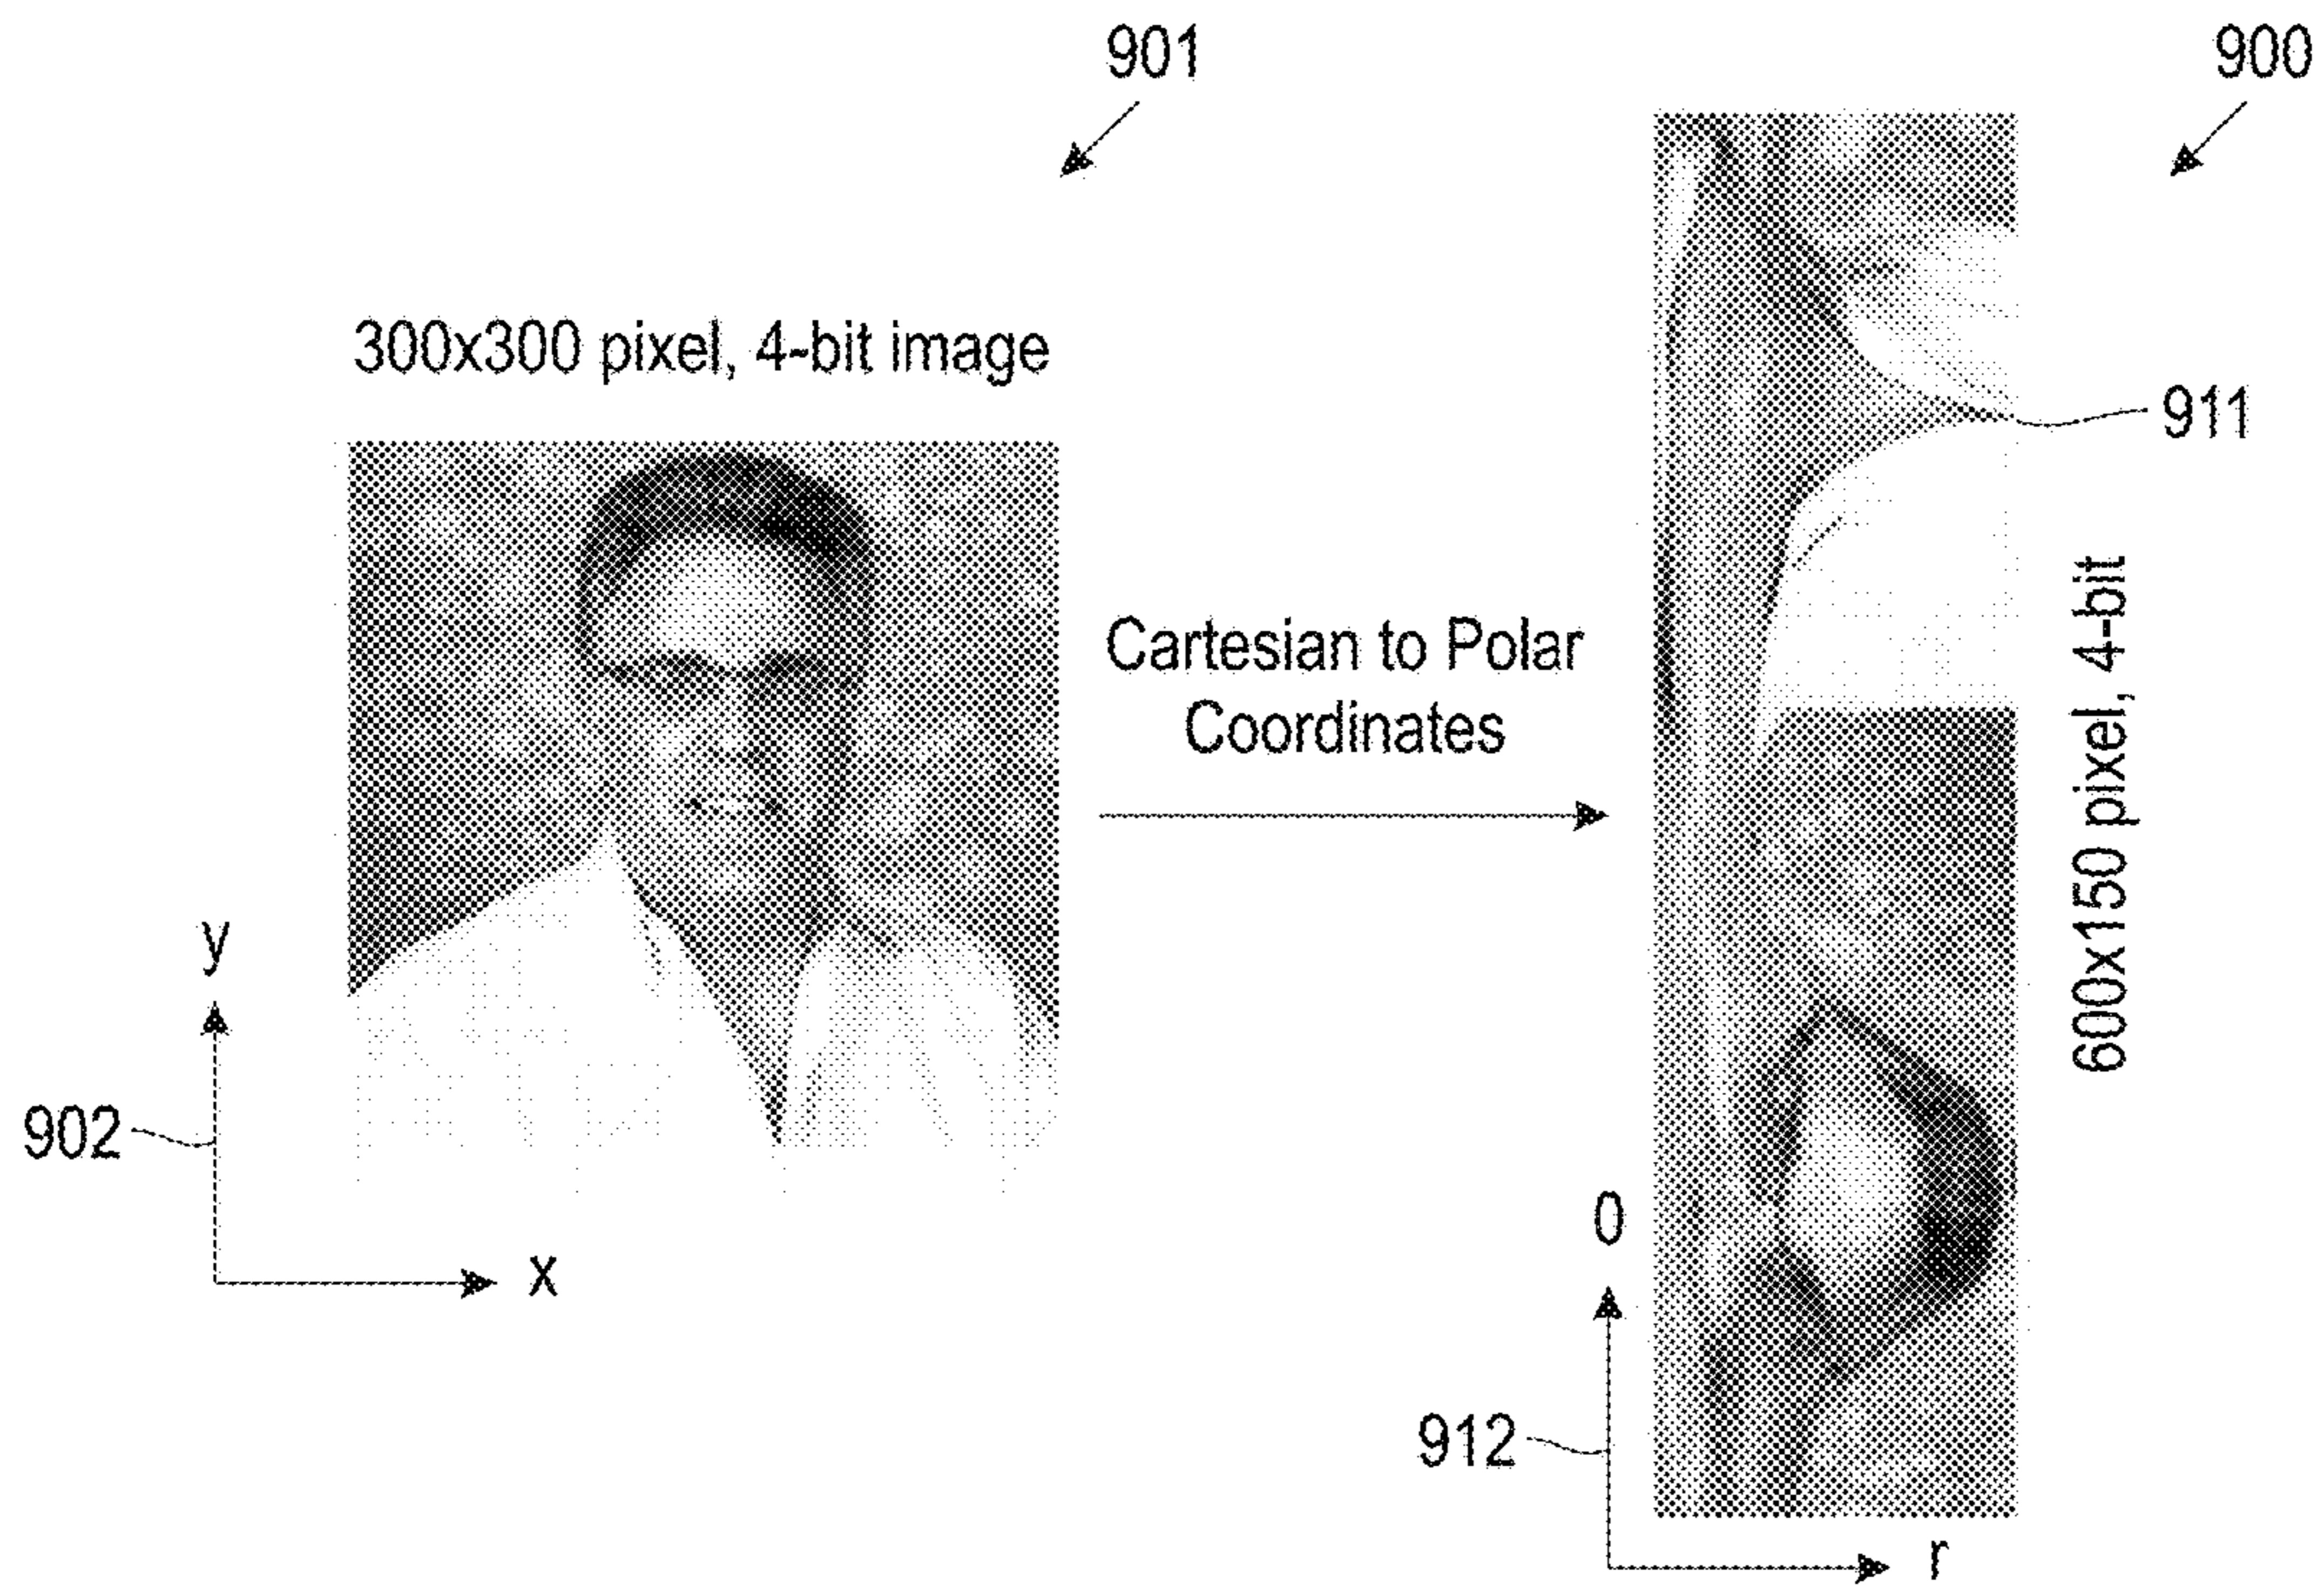 901
900
300x300 pixel, 4-bit image
911
Cartesian to Polar
Coordinates
600x150 pixel, 4-bit
y
902
x
0
912
r